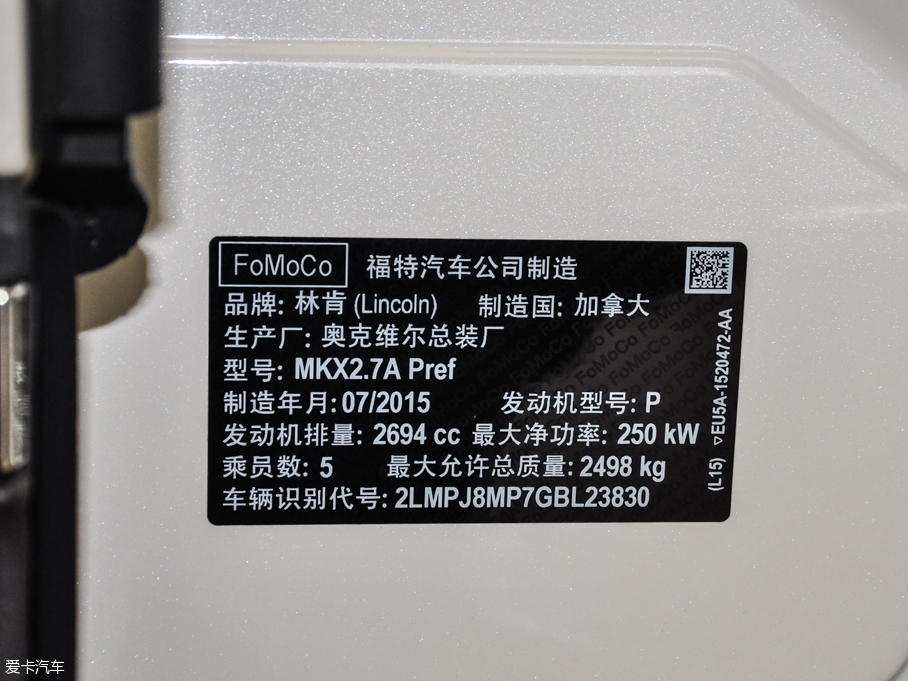 FoMoCo 福特汽车公司制造
品牌: 林肯 (Lincoln) 制造国: 加拿大
生产厂: 奥克维尔总装厂
型号: MKX2.7A Pref
制造年月: 07/2015 发动机型号: P
发动机排量: 2694 cc 最大净功率: 250 kW
乘员数: 5 最大允许总质量: 2498 kg
车辆识别代号: 2LMPJ8MP7GBL23830
(L15) ▽EU5A-1520472-AA
爱卡汽车